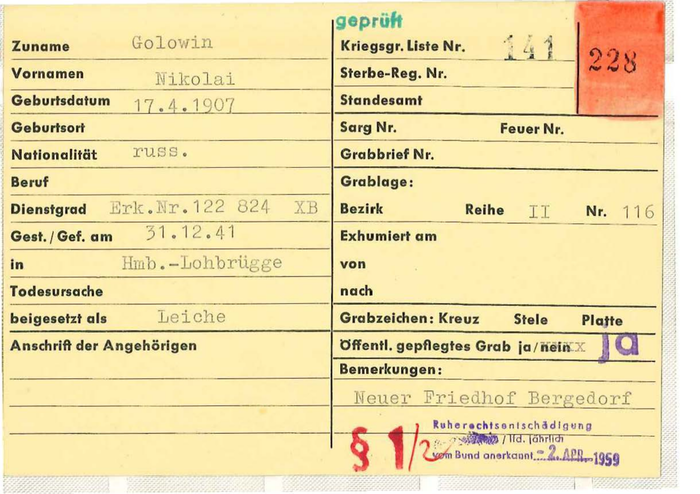 Zuname Golowin
Vornamen Nikolai
Geburtsdatum 17.4.1907
Geburtsort
Nationalität russ.
Beruf
Dienstgrad Erk.Nr.122 824 XB
Gest./Gef. am 31.12.41
in Hmb.-Lohbrügge
Todesursache
beigesetzt als Leiche
Anschrift der Angehörigen
geprüft
Kriegsgr. Liste Nr. 141
228
Sterbe-Reg. Nr.
Standesamt
Sarg Nr. Feuer Nr.
Grabbrief Nr.
Grablage:
Bezirk Reihe II Nr. 116
Exhumiert am
von
nach
Grabzeichen: Kreuz Stele Platte
Öffentl. gepflegtes Grab ja/nein ja
Bemerkungen:
Neuer Friedhof Bergedorf
§ 1/2
Ruherechtsentschädigung
/ lfd. jährlich
vom Bund anerkannt - 2. APR. 1959